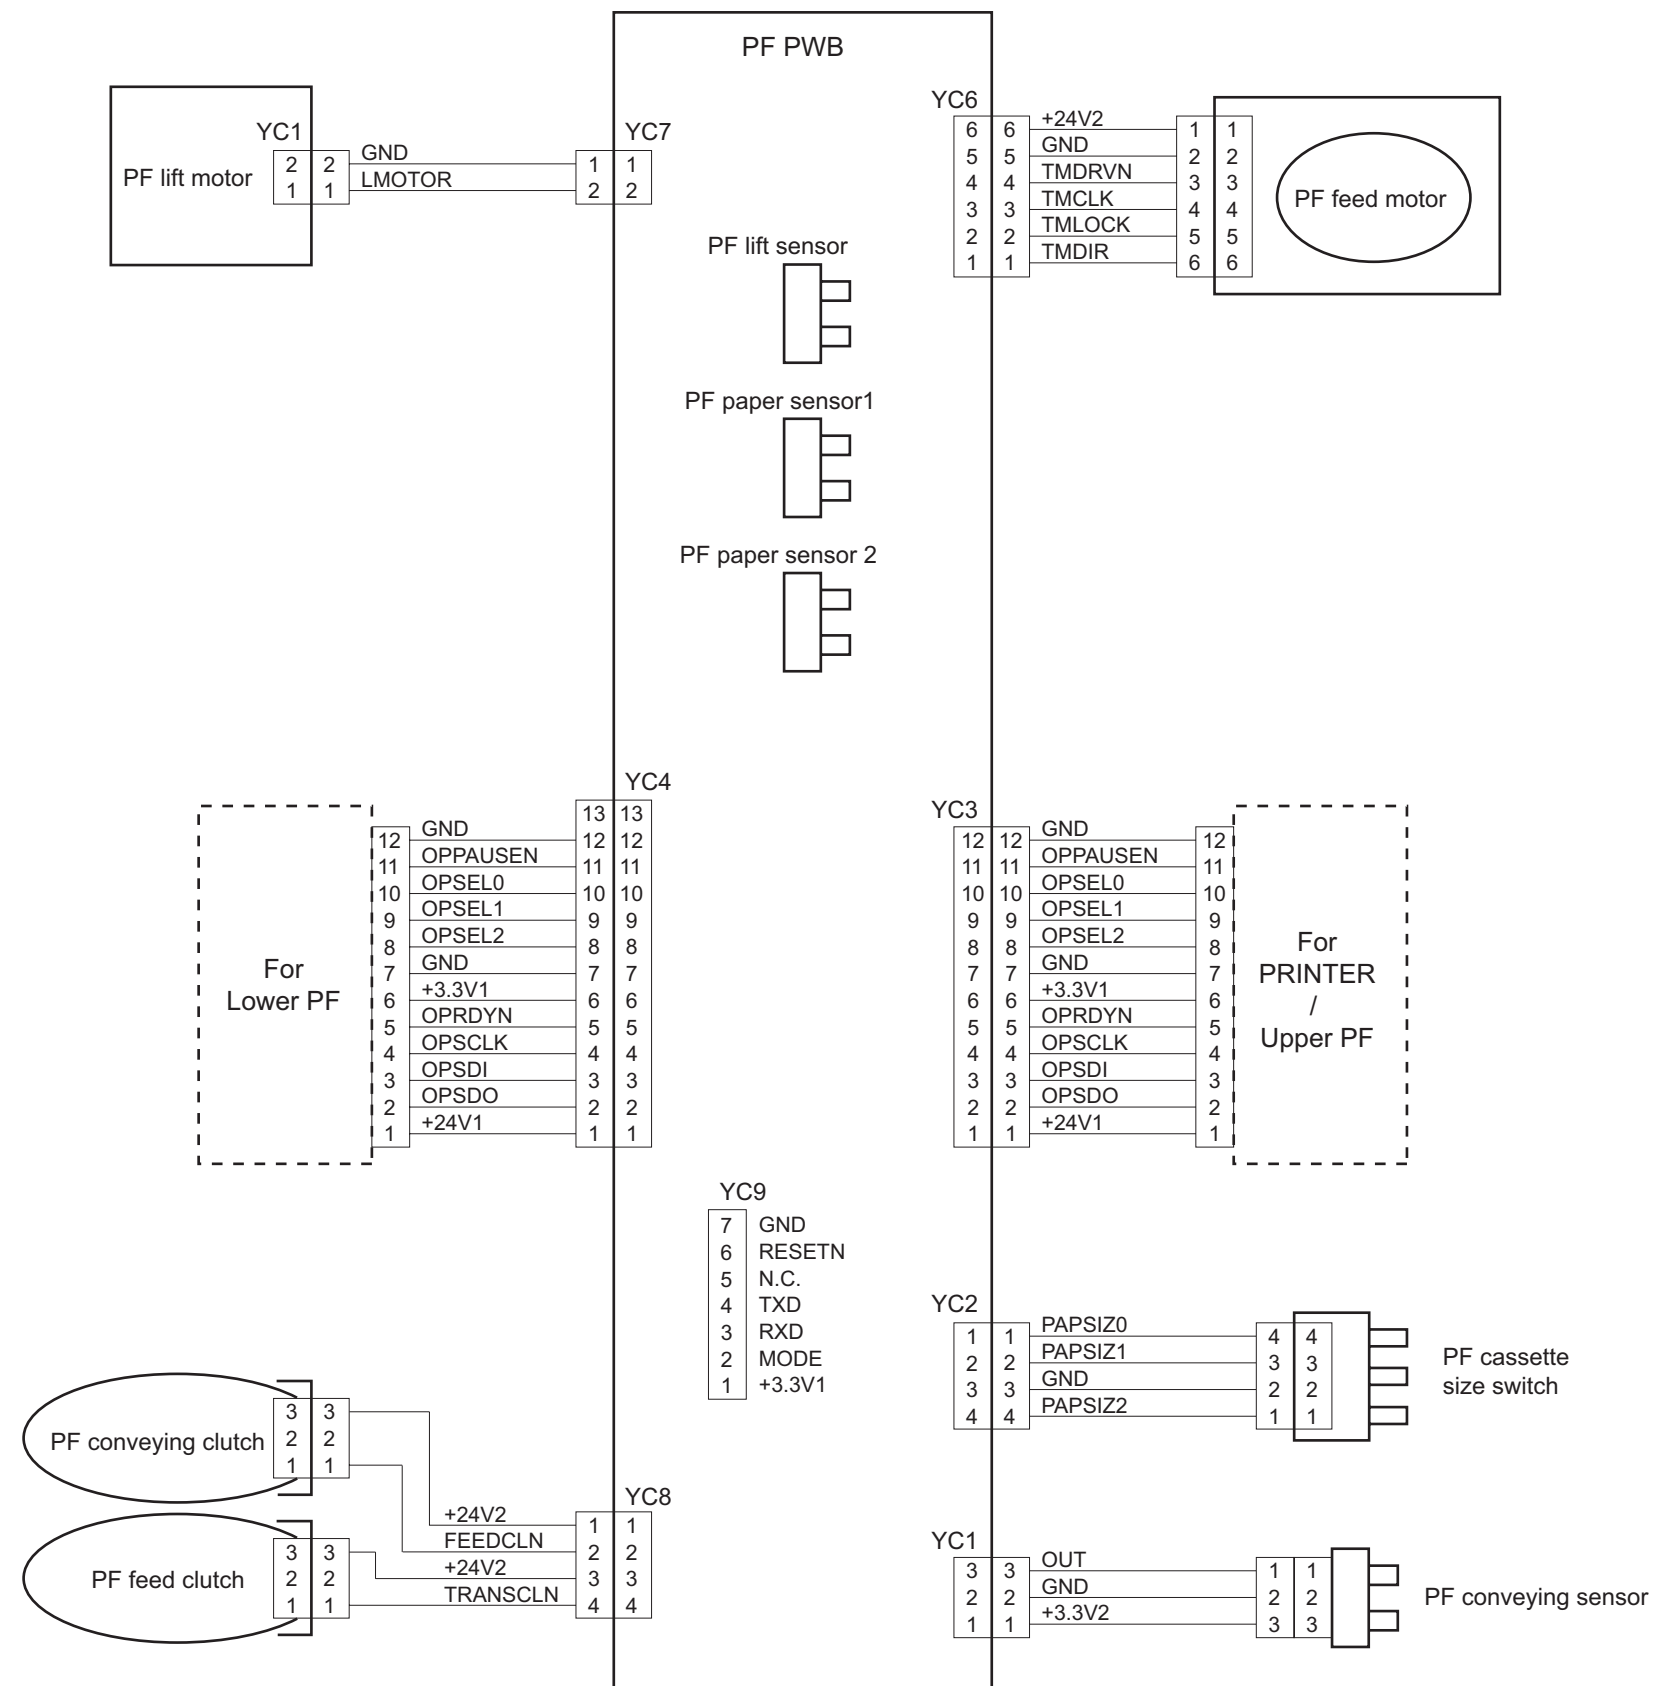 PF PWB
YC1
PF lift motor
2 2 GND 1 1
1 1 LMOTOR 2 2
YC7
YC6
6 6 +24V2 1 1
5 5 GND 2 2
4 4 TMDRVN 3 3
3 3 TMCLK 4 4
2 2 TMLOCK 5 5
1 1 TMDIR 6 6
PF feed motor
PF lift sensor
PF paper sensor1
PF paper sensor 2
YC4
13 13
12 GND 12 12
11 OPPAUSEN 11 11
10 OPSEL0 10 10
9 OPSEL1 9 9
8 OPSEL2 8 8
7 GND 7 7
6 +3.3V1 6 6
5 OPRDYN 5 5
4 OPSCLK 4 4
3 OPSDI 3 3
2 OPSDO 2 2
1 +24V1 1 1
For
Lower PF
YC3
12 12 GND 12
11 11 OPPAUSEN 11
10 10 OPSEL0 10
9 9 OPSEL1 9
8 8 OPSEL2 8
7 7 GND 7
6 6 +3.3V1 6
5 5 OPRDYN 5
4 4 OPSCLK 4
3 3 OPSDI 3
2 2 OPSDO 2
1 1 +24V1 1
For
PRINTER
/
Upper PF
YC9
7 GND
6 RESETN
5 N.C.
4 TXD
3 RXD
2 MODE
1 +3.3V1
YC2
1 1 PAPSIZ0 4 4
2 2 PAPSIZ1 3 3
3 3 GND 2 2
4 4 PAPSIZ2 1 1
PF cassette
size switch
PF conveying clutch
3 3
2 2
1 1
PF feed clutch
3 3
2 2
1 1
YC8
+24V2 1 1
FEEDCLN 2 2
+24V2 3 3
TRANSCLN 4 4
YC1
3 3 OUT 1 1
2 2 GND 2 2
1 1 +3.3V2 3 3
PF conveying sensor